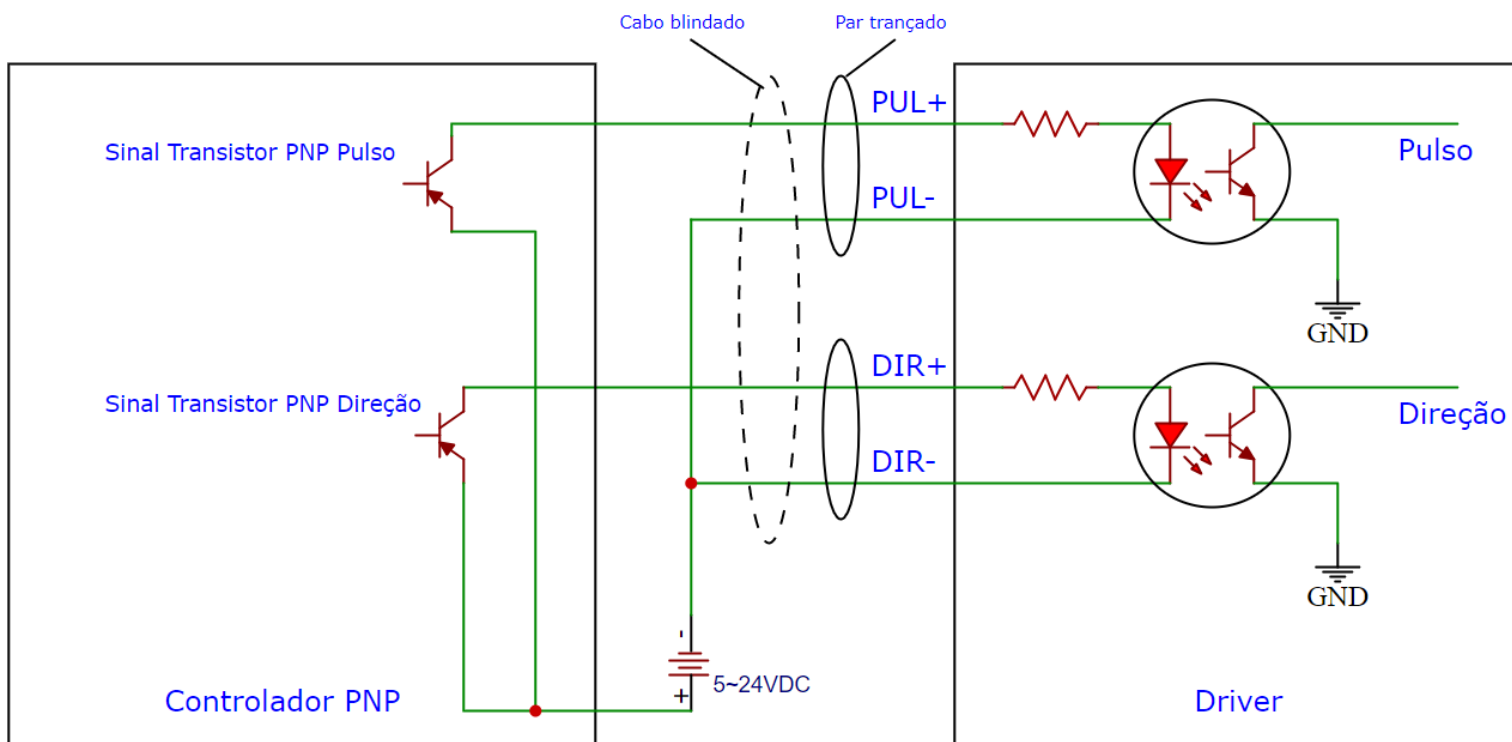 Cabo blindado
Par trançado
PUL+
Sinal Transistor PNP Pulso
Pulso
PUL-
GND
DIR+
Sinal Transistor PNP Direção
Direção
DIR-
GND
-
+
5~24VDC
Controlador PNP
Driver